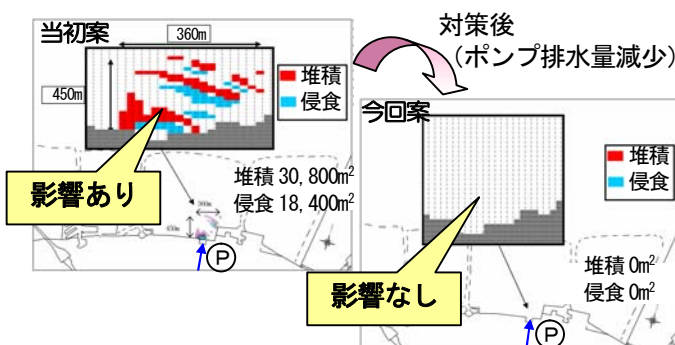 当初案
360m
450m
堆積
侵食
影響あり
堆積 30,800m²
侵食 18,400m²
360m
450m
P
対策後
(ポンプ排水量減少)
今回案
堆積
侵食
影響なし
堆積 0m²
侵食 0m²
P